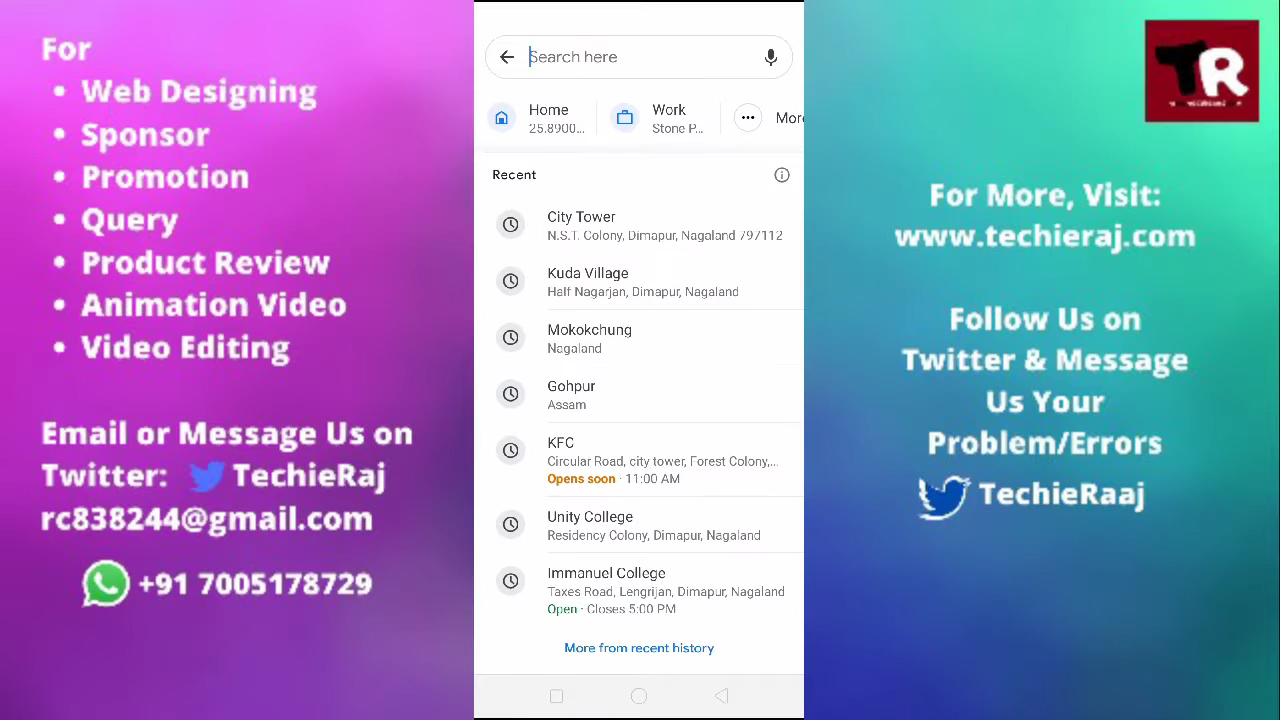 For
• Web Designing
• Sponsor
• Promotion
• Query
• Product Review
• Animation Video
• Video Editing
Email or Message Us on
Twitter: TechieRaj
rc838244@gmail.com
+91 7005178729
Search here
Home
25.8900...
Work
Stone P...
More
Recent
City Tower
N.S.T. Colony, Dimapur, Nagaland 797112
Kuda Village
Half Nagarjan, Dimapur, Nagaland
Mokokchung
Nagaland
Gohpur
Assam
KFC
Circular Road, city tower, Forest Colony,...
Opens soon · 11:00 AM
Unity College
Residency Colony, Dimapur, Nagaland
Immanuel College
Taxes Road, Lengrijan, Dimapur, Nagaland
Open · Closes 5:00 PM
More from recent history
TR
For More, Visit:
www.techieraj.com
Follow Us on
Twitter & Message
Us Your
Problem/Errors
TechieRaaj